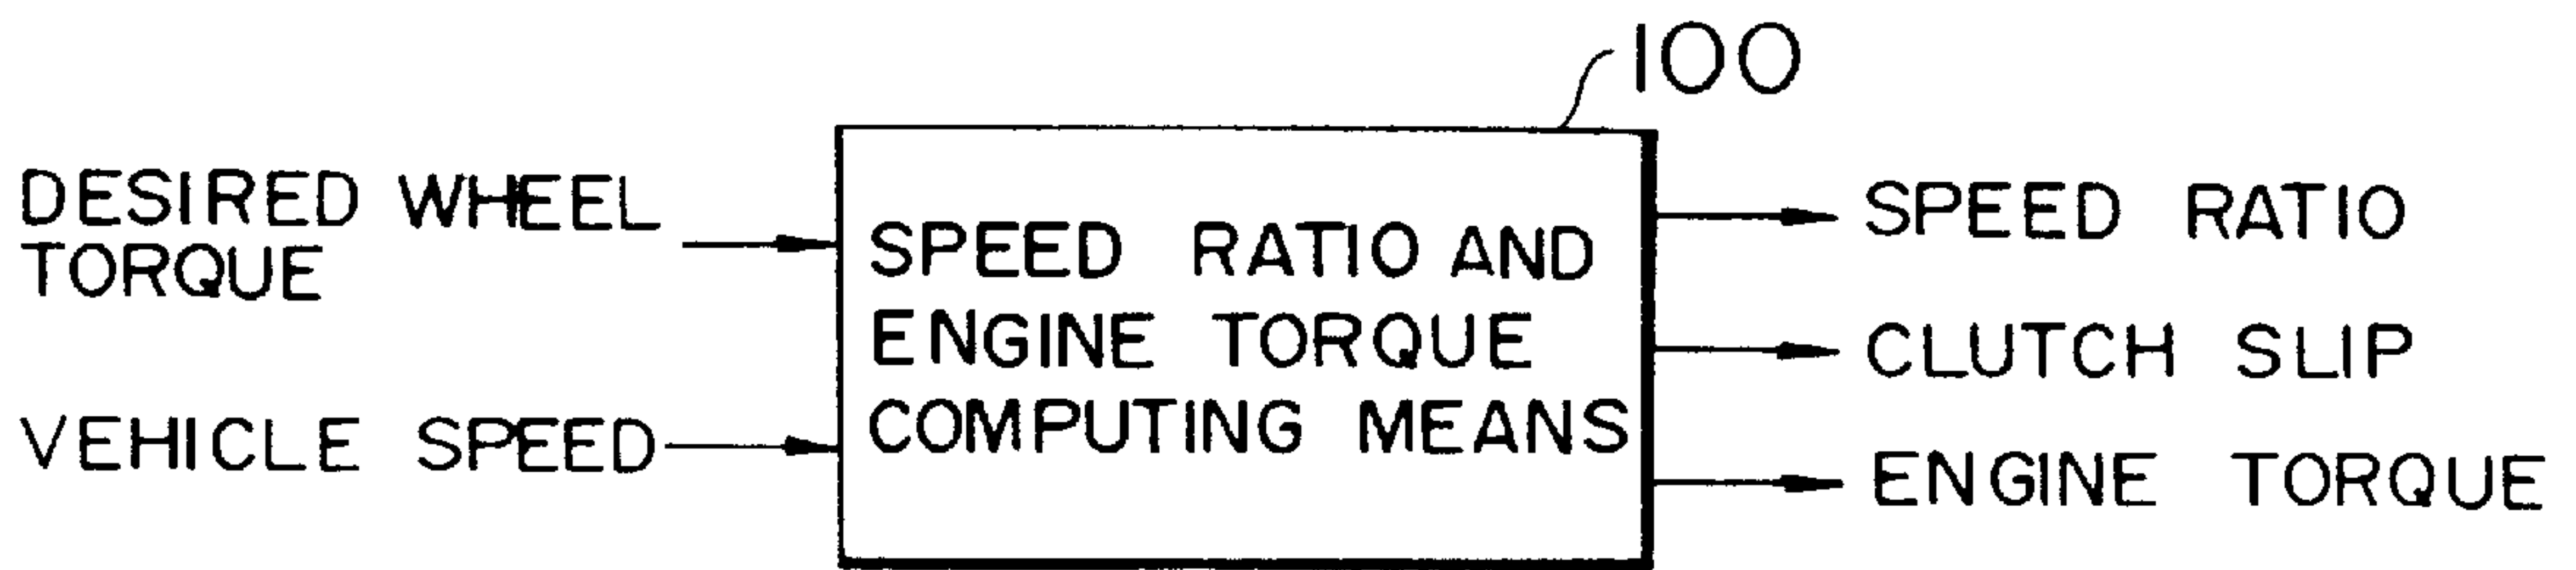 100
DESIRED WHEEL
TORQUE
VEHICLE SPEED
SPEED RATIO AND
ENGINE TORQUE
COMPUTING MEANS
SPEED RATIO
CLUTCH SLIP
ENGINE TORQUE